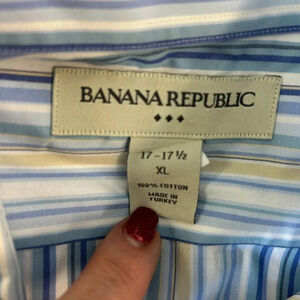 BANANA REPUBLIC
17-17 ½
XL
100% COTTON
MADE IN
TURKEY